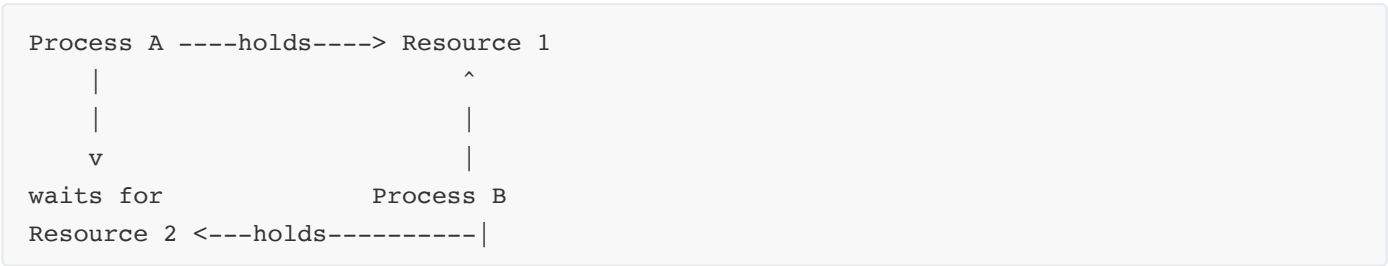 Process A ----holds----> Resource 1
    |                       ^
    |                       |
    v                       |
waits for             Process B
Resource 2 <---holds----------|